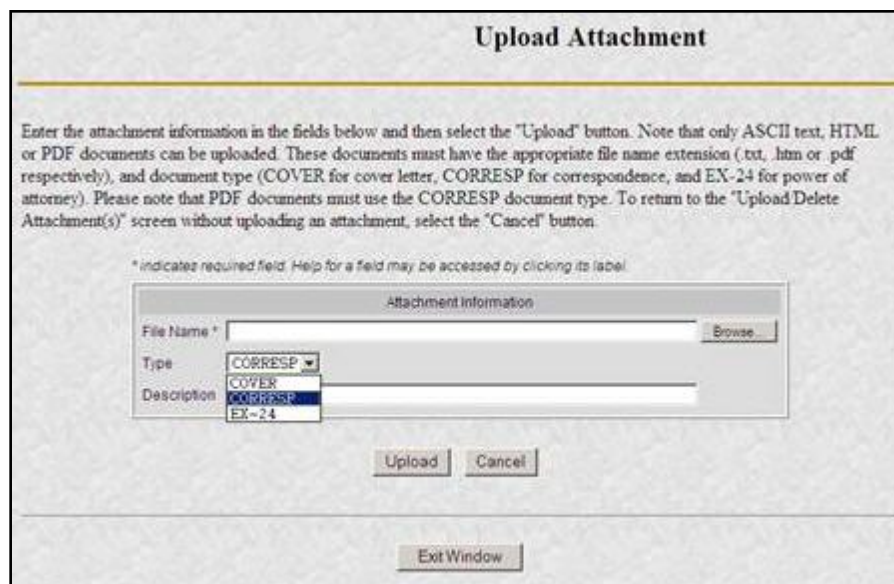 Upload Attachment
Enter the attachment information in the fields below and then select the "Upload" button. Note that only ASCII text, HTML
or PDF documents can be uploaded. These documents must have the appropriate file name extension (.txt, .htm or .pdf
respectively), and document type (COVER for cover letter, CORRESP for correspondence, and EX-24 for power of
attorney). Please note that PDF documents must use the CORRESP document type. To return to the "Upload/Delete
Attachment(s)" screen without uploading an attachment, select the "Cancel" button.
* indicates required field. Help for a field may be accessed by clicking its label.
Attachment Information
File Name * Browse...
Type CORRESP
COVER
Description CORRESP
EX-24
Upload Cancel
Exit Window